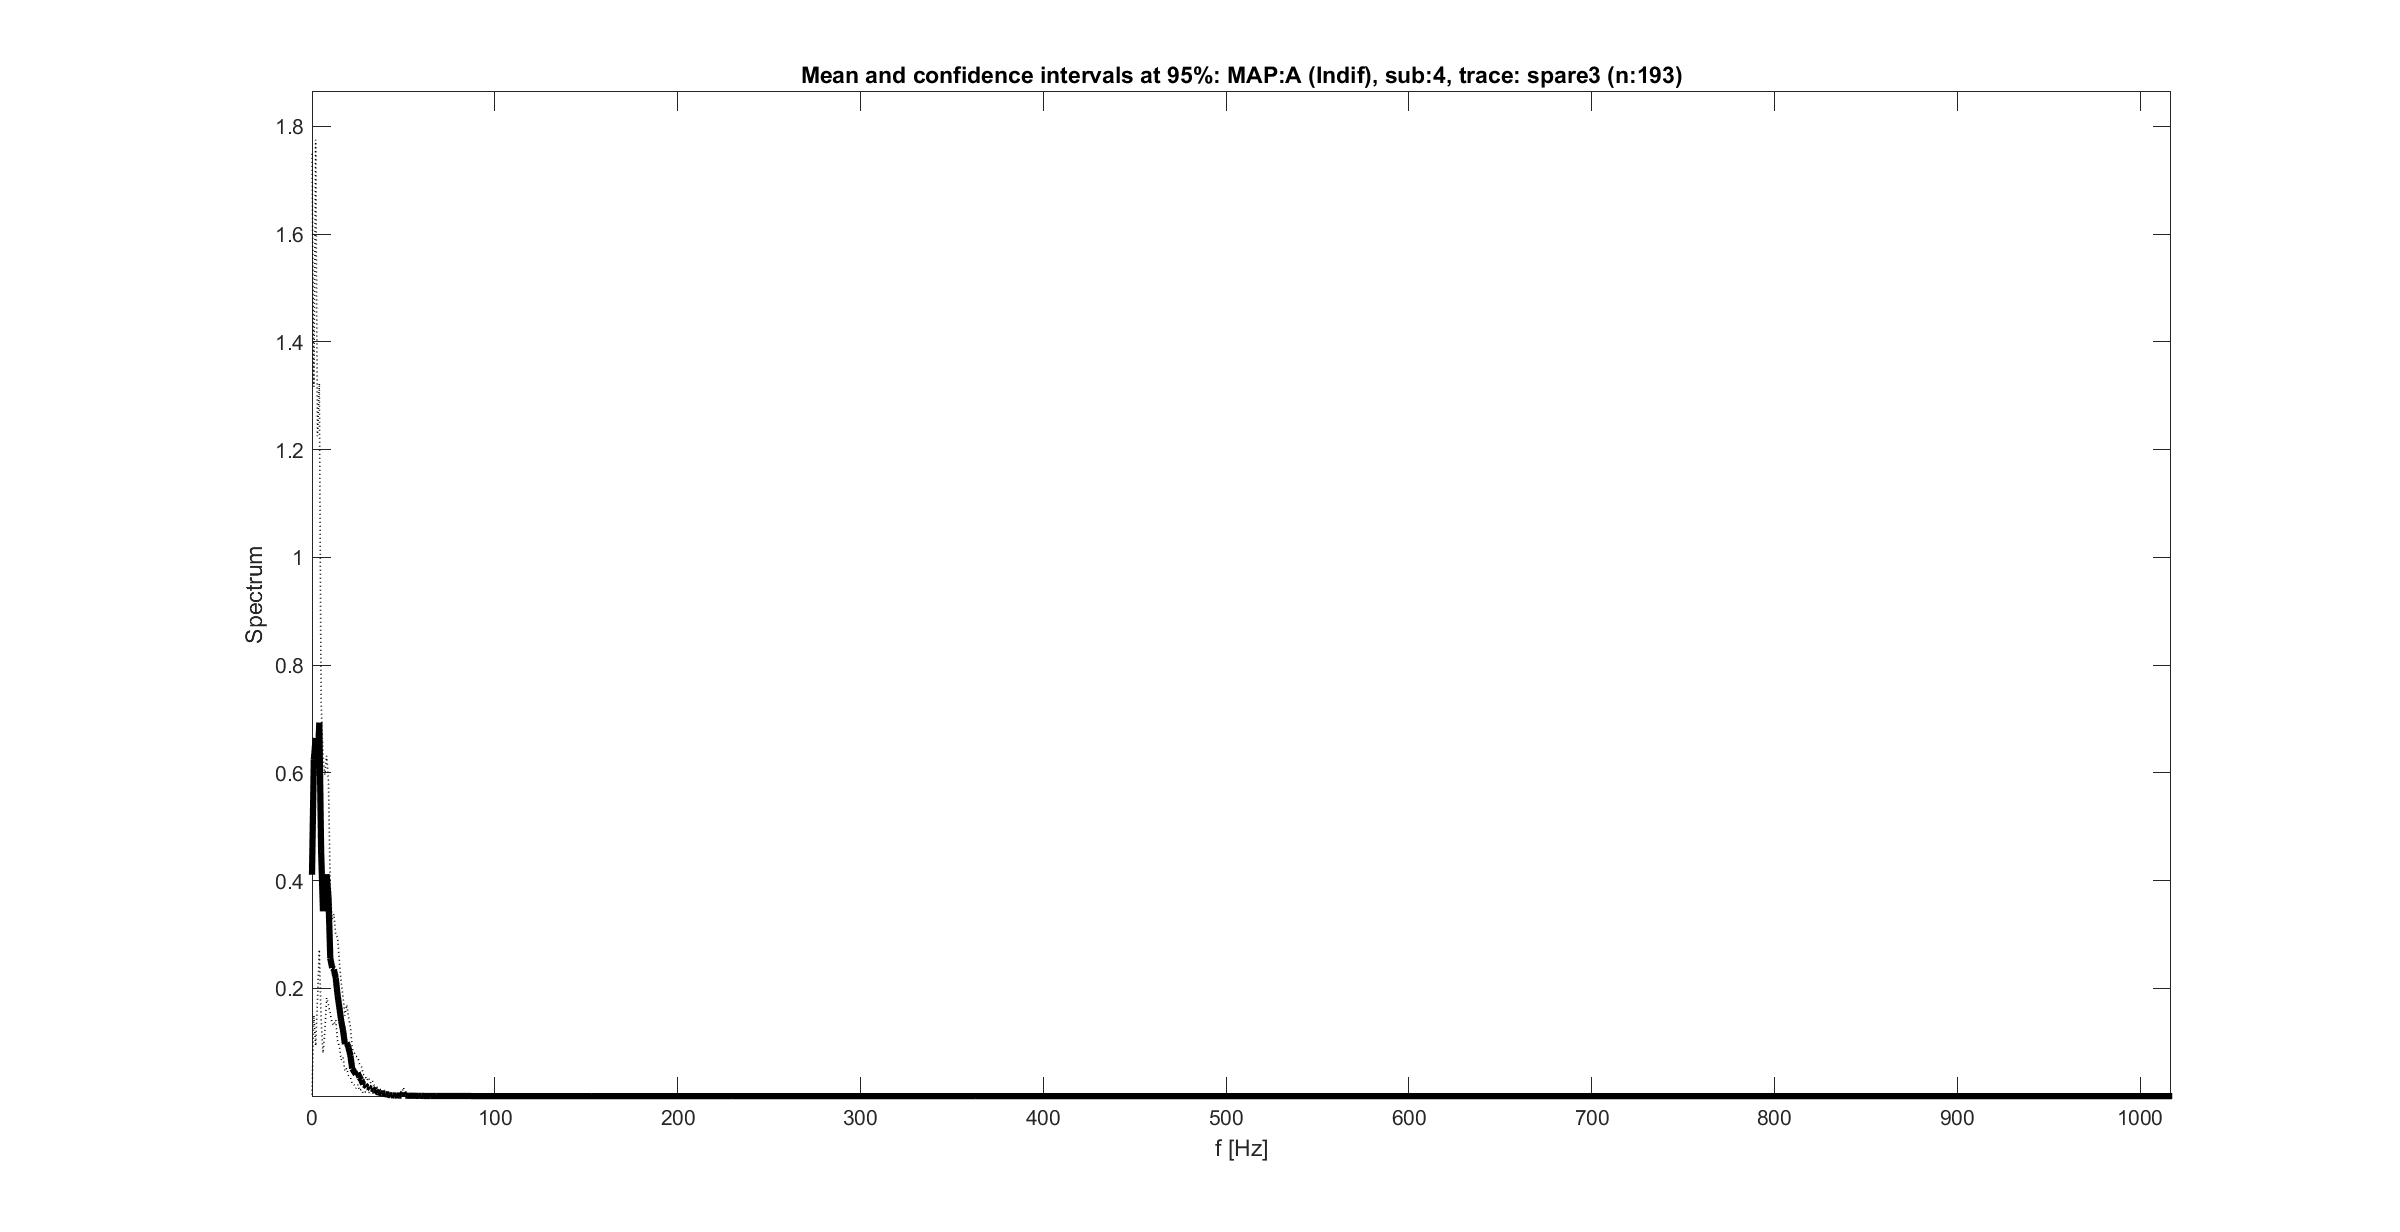 Mean and confidence intervals at 95%: MAP:A (Indif), sub:4, trace: spare3 (n:193)
1.8
1.6
1.4
1.2
1
0.8
0.6
0.4
0.2
Spectrum
0 100 200 300 400 500 600 700 800 900 1000
f [Hz]